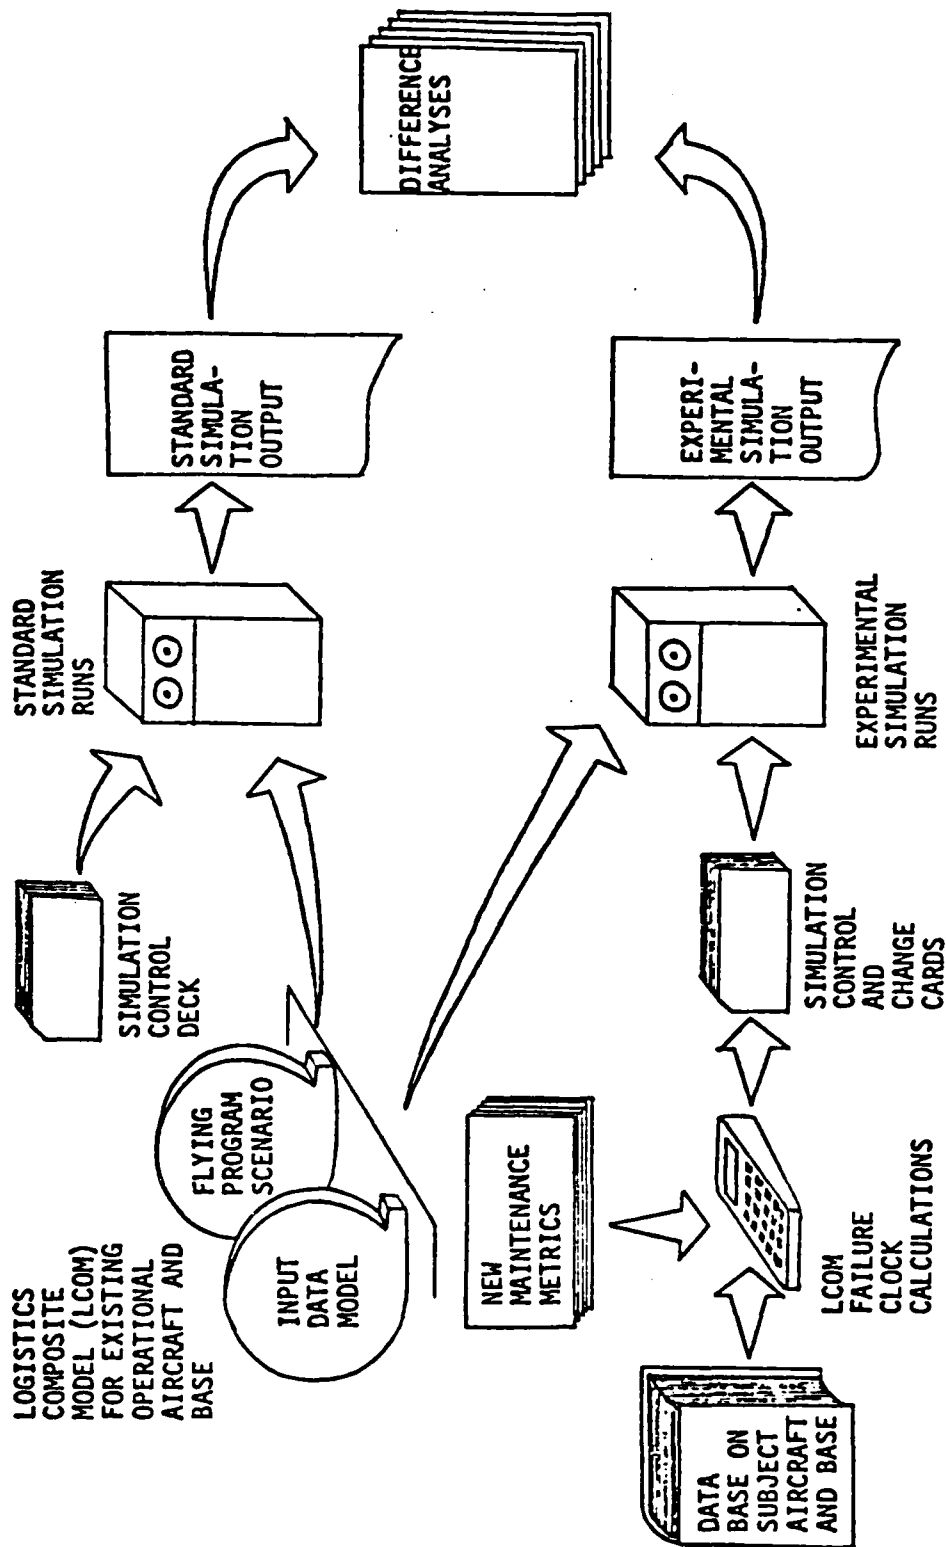 LOGISTICS
COMPOSITE
MODEL (LCOM)
FOR EXISTING
OPERATIONAL
AIRCRAFT AND
BASE
INPUT
DATA
MODEL
FLYING
PROGRAM
SCENARIO
SIMULATION
CONTROL
DECK
STANDARD
SIMULATION
RUNS
STANDARD
SIMULA-
TION
OUTPUT
DIFFERENCE
ANALYSES
NEW
MAINTENANCE
METRICS
DATA
BASE ON
SUBJECT
AIRCRAFT
AND BASE
LCOM
FAILURE
CLOCK
CALCULATIONS
SIMULATION
CONTROL
AND
CHANGE
CARDS
EXPERIMENTAL
SIMULATION
RUNS
EXPERI-
MENTAL
SIMULA-
TION
OUTPUT